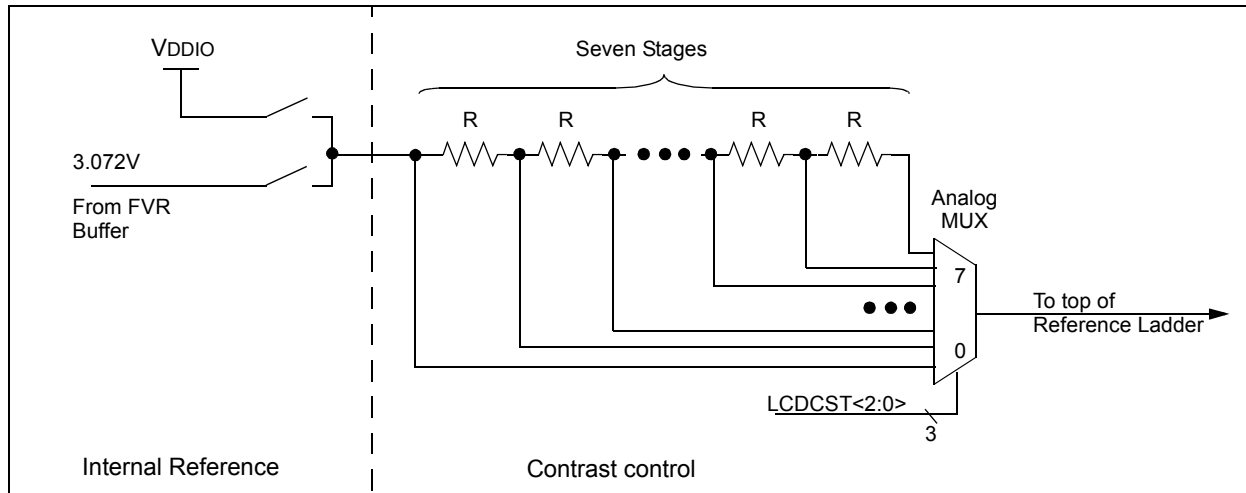 VDDIO
Seven Stages
R
R
R
R
3.072V
From FVR
Buffer
Analog
MUX
7
0
To top of
Reference Ladder
LCDCST<2:0>
3
Internal Reference
Contrast control